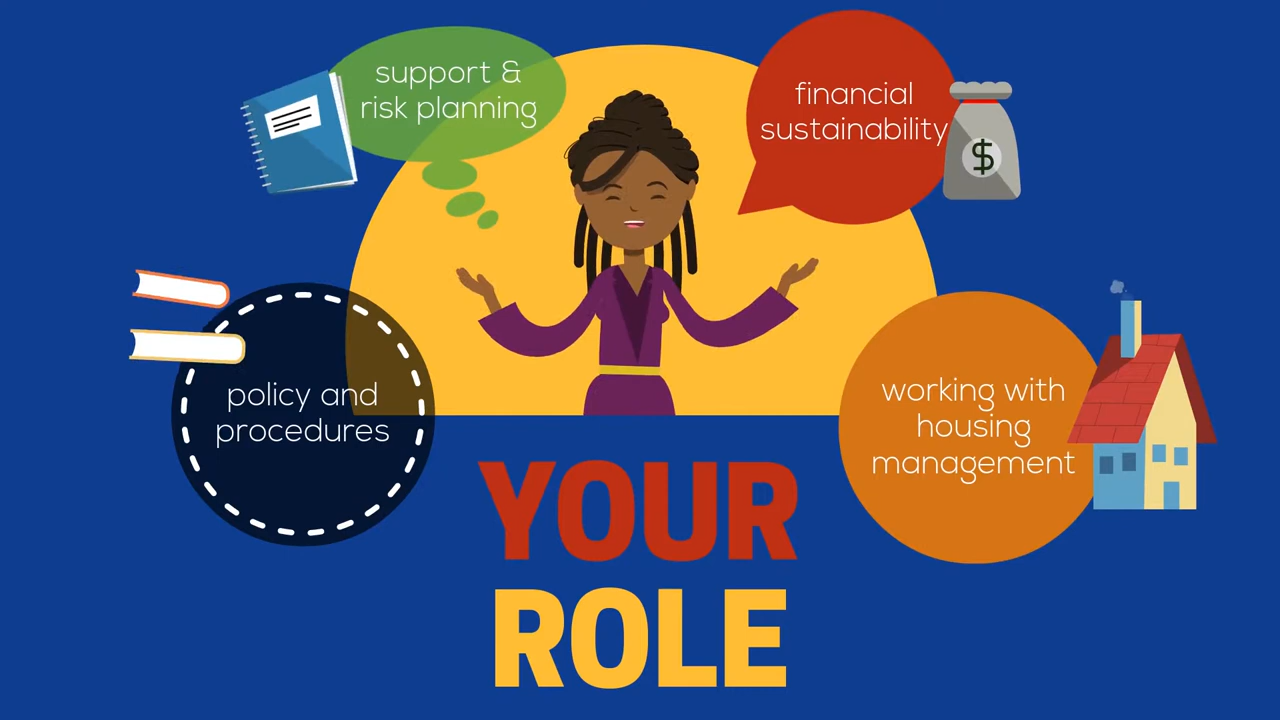 support &
risk planning
financial
sustainability
$
policy and
procedures
working with
housing
management
YOUR
ROLE